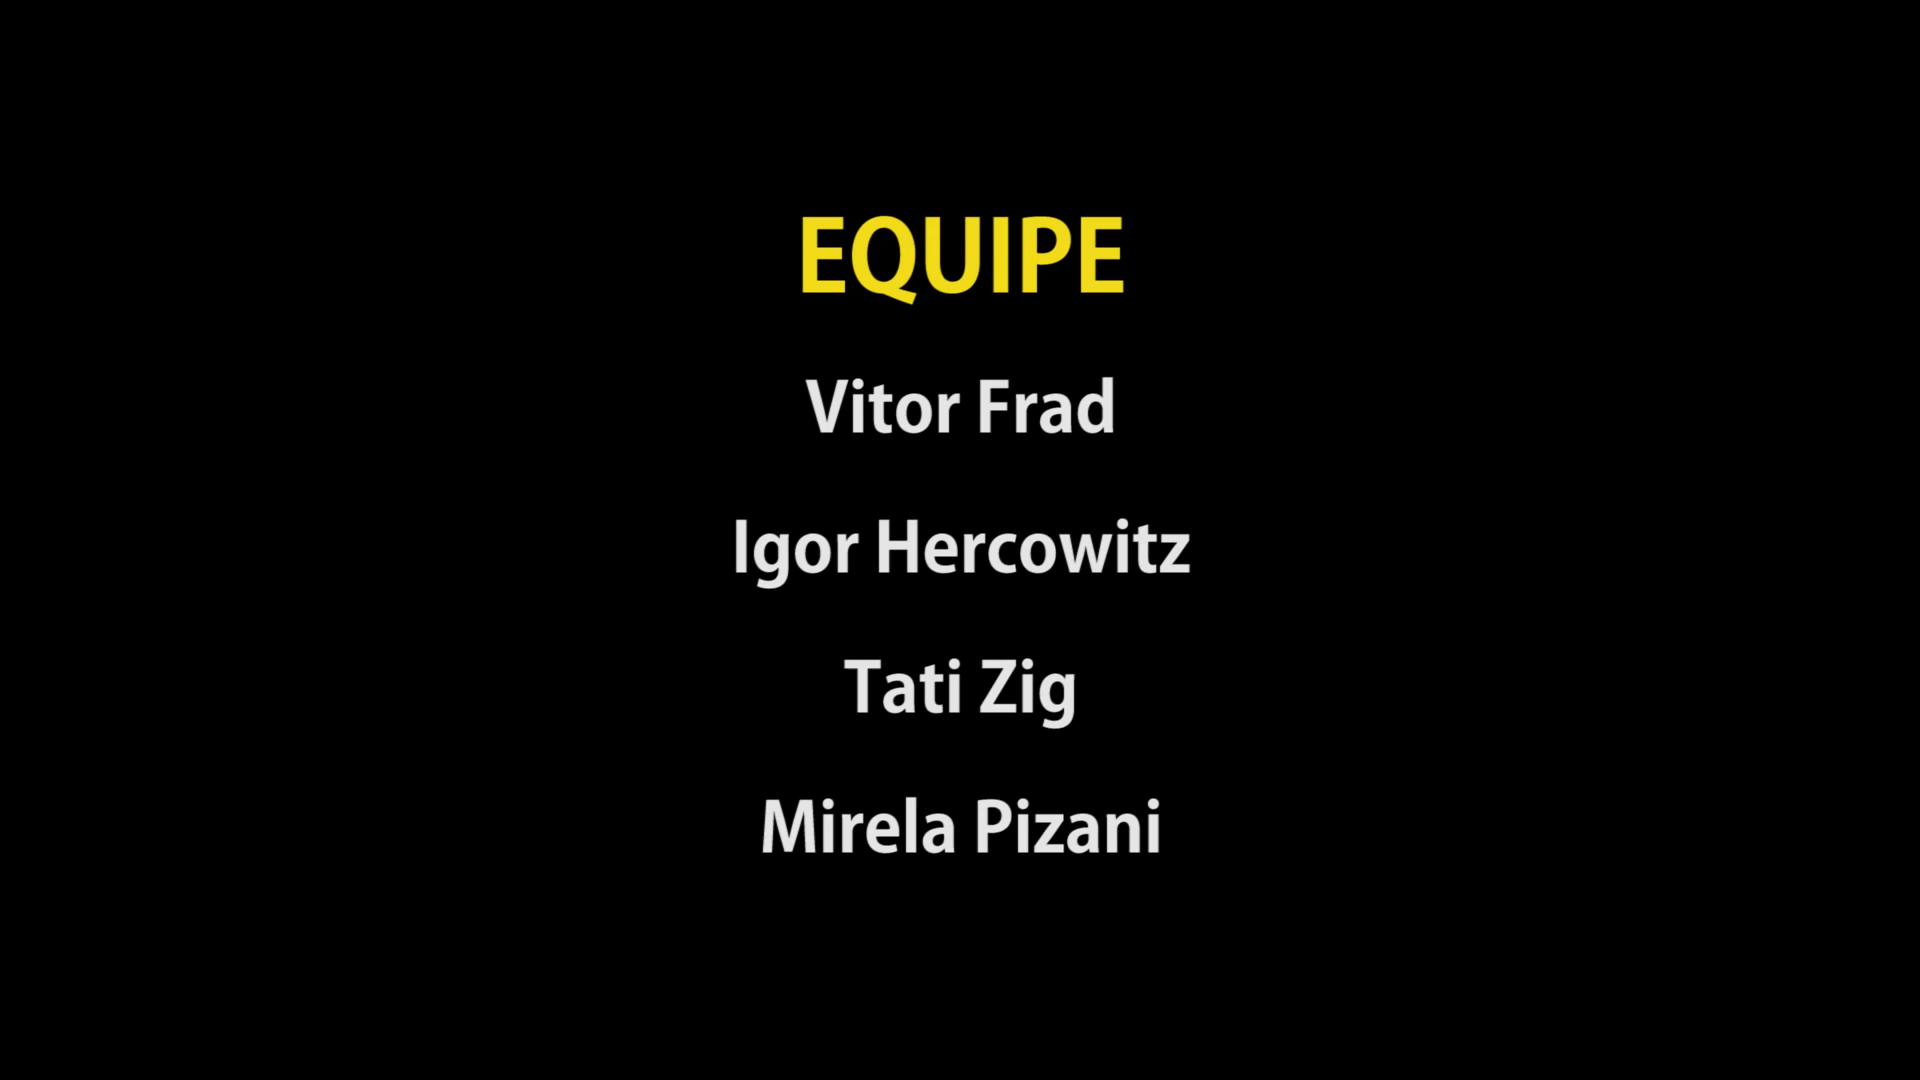 EQUIPE
Vitor Frad
Igor Hercowitz
Tati Zig
Mirela Pizani